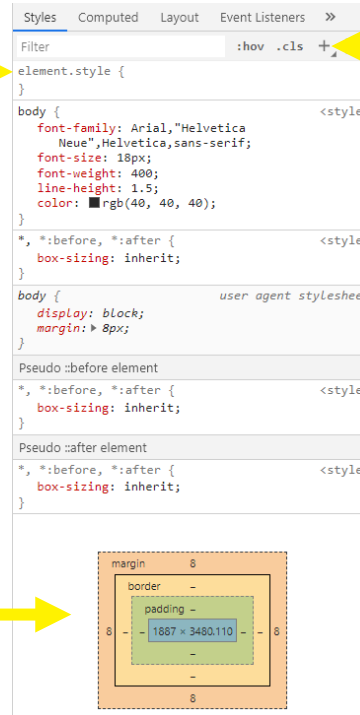 Styles Computed Layout Event Listeners »
Filter :hov .cls +
element.style {
}
body { <style
font-family: Arial,"Helvetica
Neue",Helvetica,sans-serif;
font-size: 18px;
font-weight: 400;
line-height: 1.5;
color: rgb(40, 40, 40);
}
*, *:before, *:after { <style
box-sizing: inherit;
}
body { user agent styleshee
display: block;
margin: 8px;
}
Pseudo ::before element
*, *:before, *:after { <style
box-sizing: inherit;
}
Pseudo ::after element
*, *:before, *:after { <style
box-sizing: inherit;
}
margin 8
border –
padding –
8 – – 1887 × 3480.110 – – 8
–
–
8